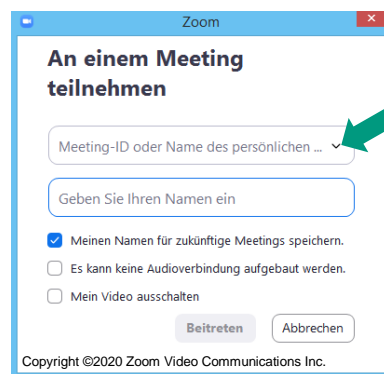 Zoom
An einem Meeting
teilnehmen
Meeting-ID oder Name des persönlichen ...
Geben Sie Ihren Namen ein
Meinen Namen für zukünftige Meetings speichern.
Es kann keine Audioverbindung aufgebaut werden.
Mein Video ausschalten
Beitreten Abbrechen
Copyright ©2020 Zoom Video Communications Inc.